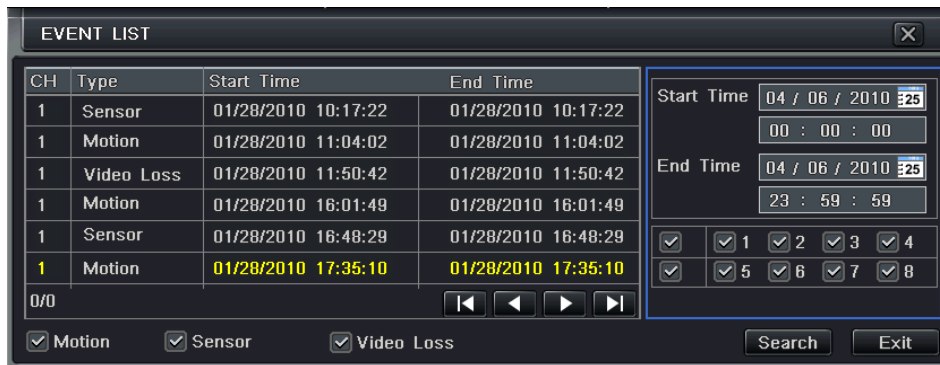 EVENT LIST
CH Type Start Time End Time
1 Sensor 01/28/2010 10:17:22 01/28/2010 10:17:22
1 Motion 01/28/2010 11:04:02 01/28/2010 11:04:02
1 Video Loss 01/28/2010 11:50:42 01/28/2010 11:50:42
1 Motion 01/28/2010 16:01:49 01/28/2010 16:01:49
1 Sensor 01/28/2010 16:48:29 01/28/2010 16:48:29
1 Motion 01/28/2010 17:35:10 01/28/2010 17:35:10
0/0
Motion Sensor Video Loss
Start Time 04 / 06 / 2010 25
00 : 00 : 00
End Time 04 / 06 / 2010 25
23 : 59 : 59
1 2 3 4
5 6 7 8
Search Exit